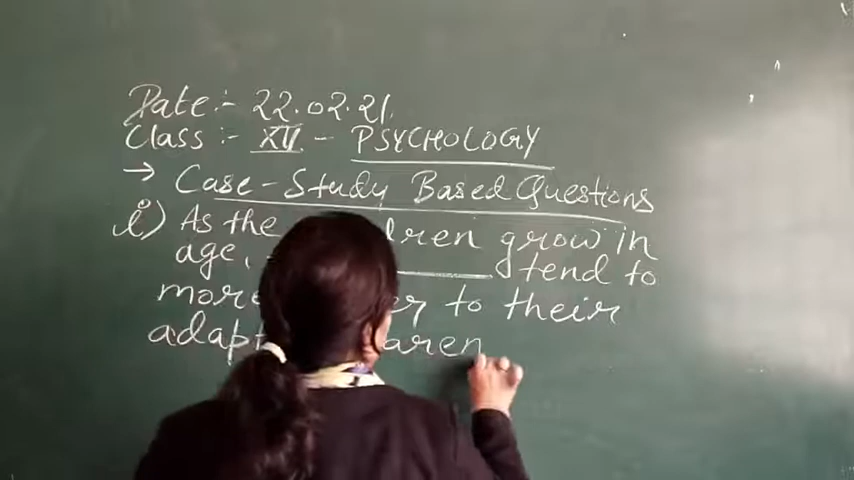 Date :- 22.02.21.
Class :- XII - PSYCHOLOGY
→ Case-Study Based Questions
i) As the ren grow in
age, tend to
more to their
adapt aren